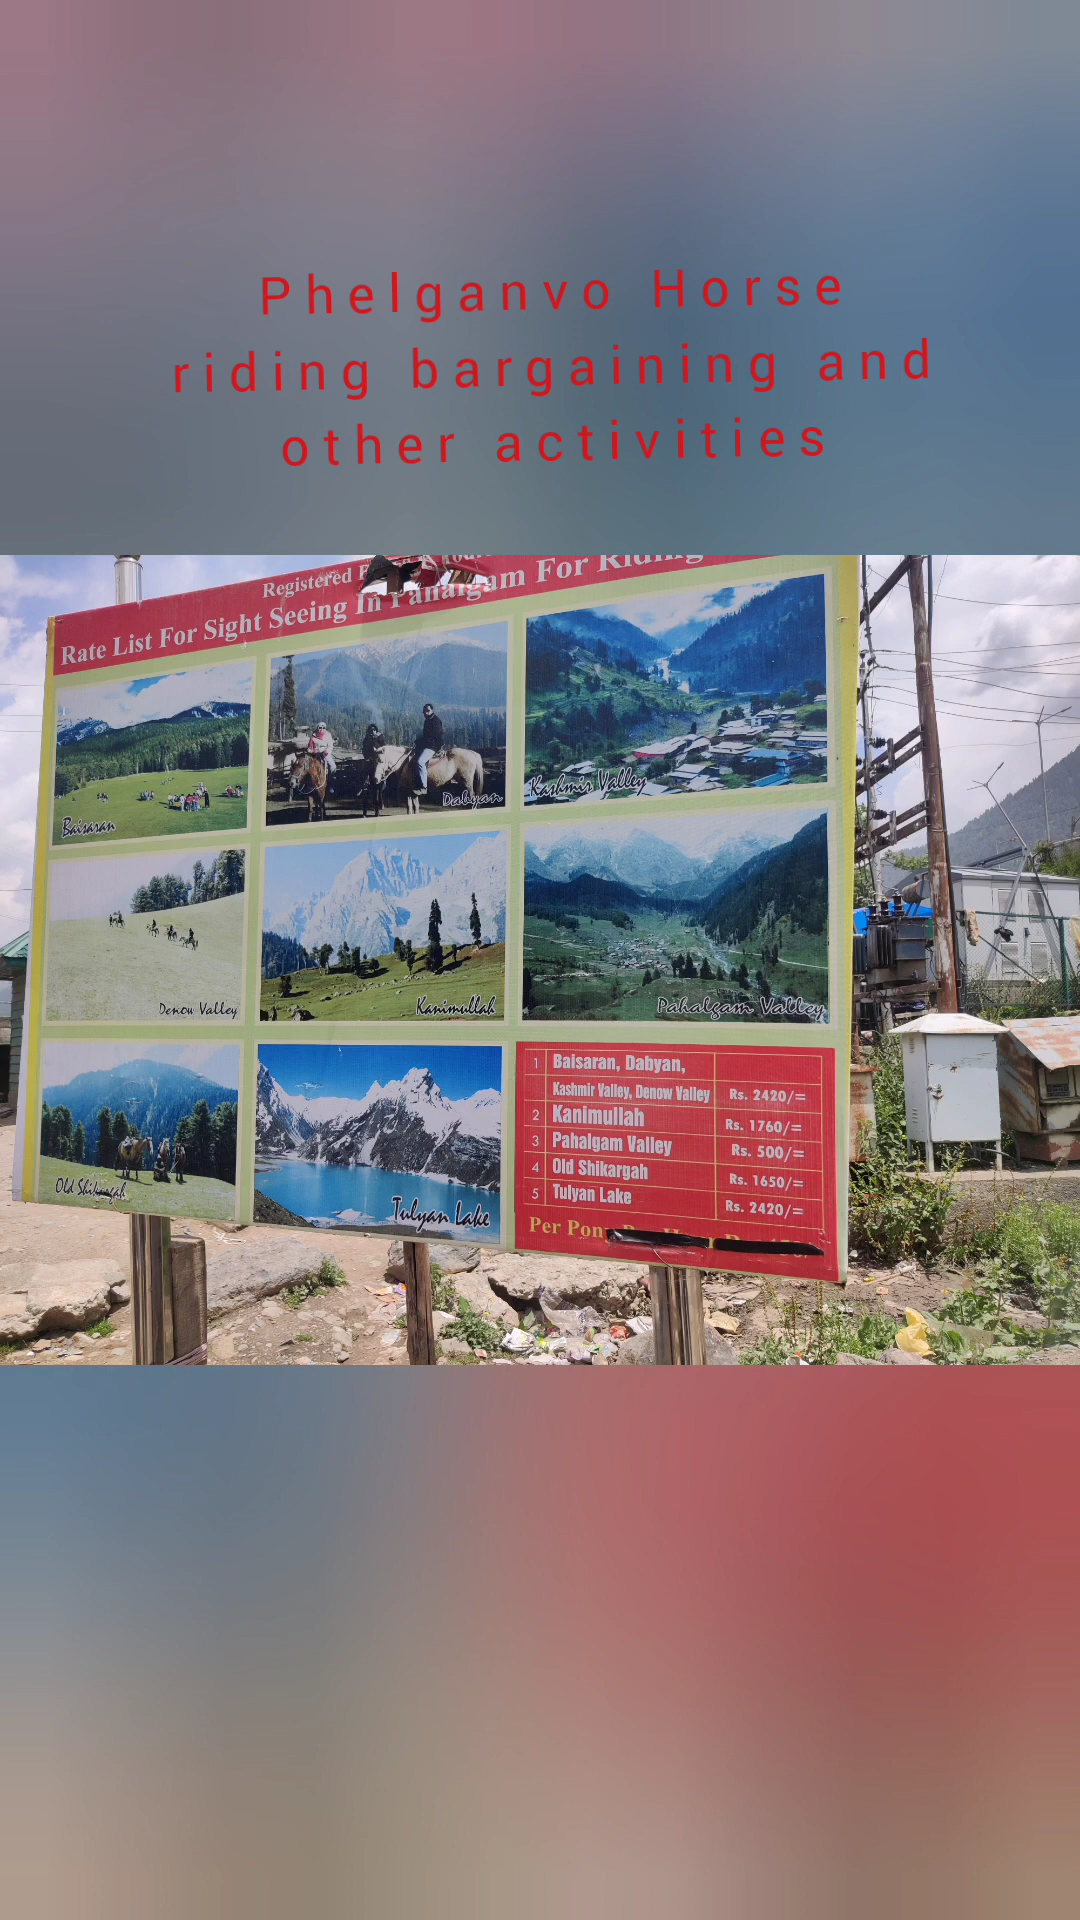 Phelganvo Horse
riding bargaining and
other activities
Registered
Rate List For Sight Seeing In Pahalgam For Riding
Baisaran
Dabyan
Kashmir Valley
Denow Valley
Kanimullah
Pahalgam Valley
Old Shikargah
Tulyan Lake
1 Baisaran, Dabyan,
Kashmir Valley, Denow Valley Rs. 2420/=
2 Kanimullah Rs. 1760/=
3 Pahalgam Valley Rs. 500/=
4 Old Shikargah Rs. 1650/=
5 Tulyan Lake Rs. 2420/=
Per Pony